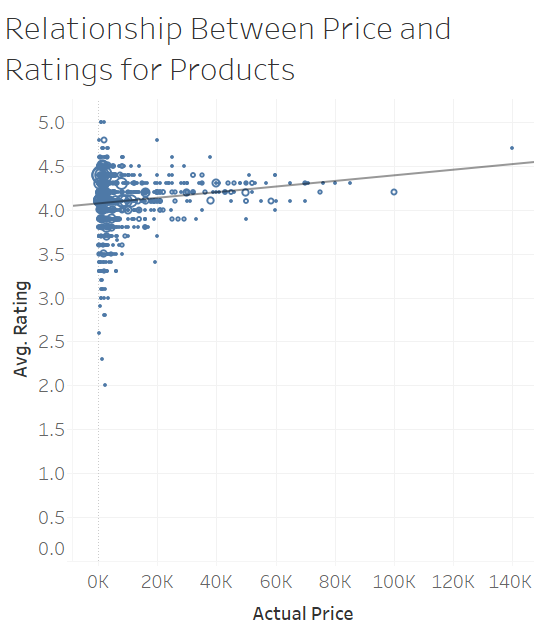 Relationship Between Price and
Ratings for Products
5.0
4.5
4.0
3.5
3.0
2.5
2.0
1.5
1.0
0.5
0.0
Avg. Rating
0K 20K 40K 60K 80K 100K 120K 140K
Actual Price